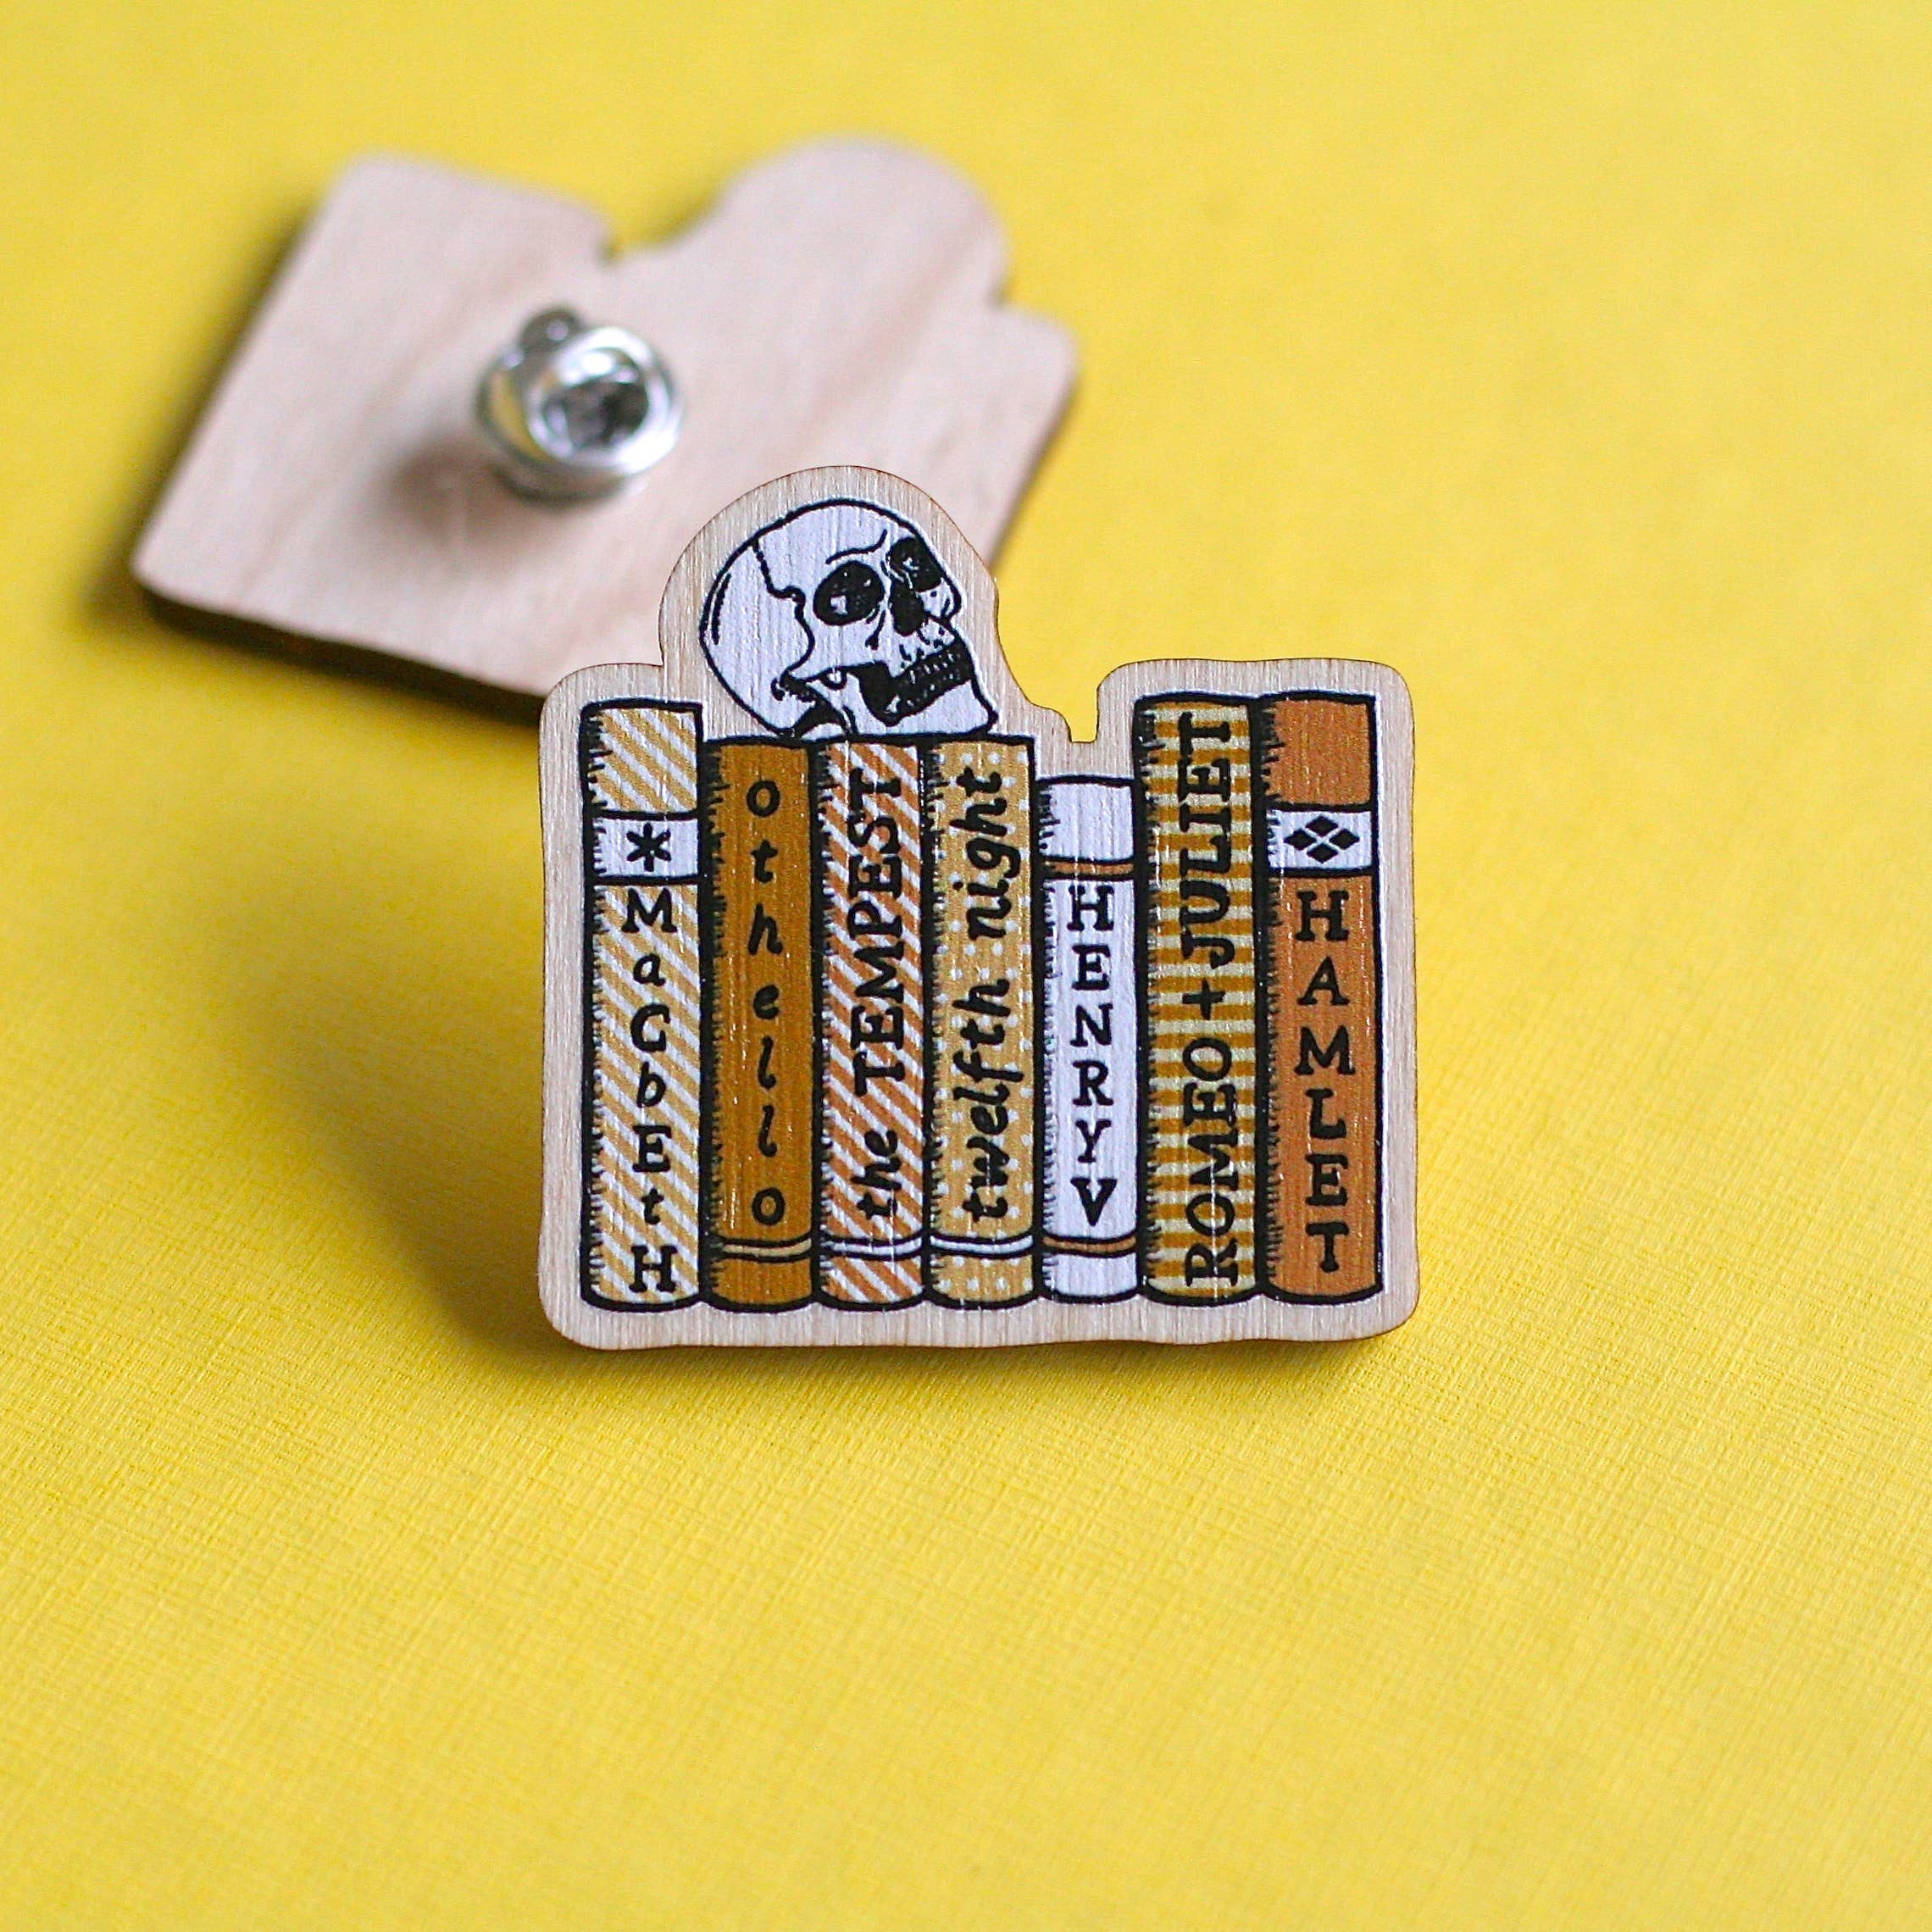 MaCbEtH
othello
the TEMPEST
twelfth night
HENRY V
ROMEO + JULIET
HAMLET